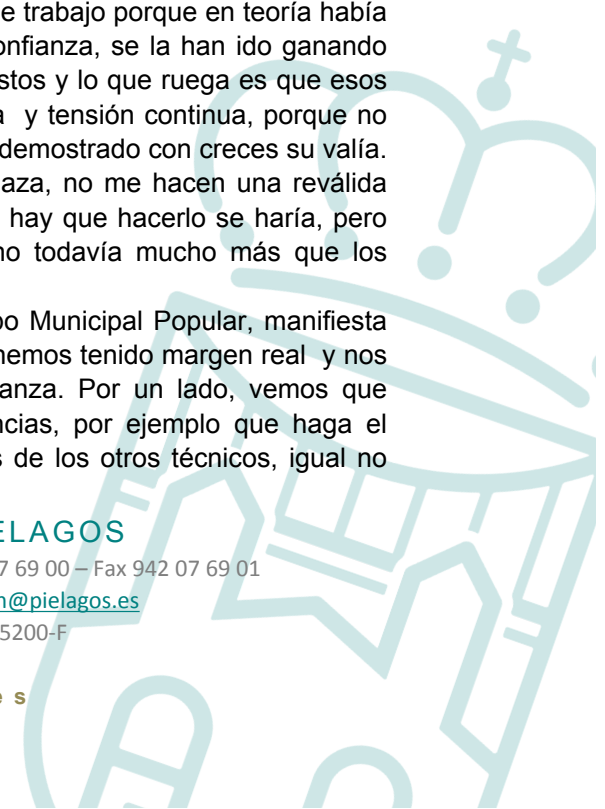 e trabajo porque en teoría había
onfianza, se la han ido ganando
stos y lo que ruega es que esos
y tensión continua, porque no
demostrado con creces su valía.
aza, no me hacen una reválida
hay que hacerlo se haría, pero
no todavía mucho más que los
o Municipal Popular, manifiesta
hemos tenido margen real y nos
anza. Por un lado, vemos que
ncias, por ejemplo que haga el
s de los otros técnicos, igual no
ELAGOS
7 69 00 – Fax 942 07 69 01
n@pielagos.es
5200-F
e s